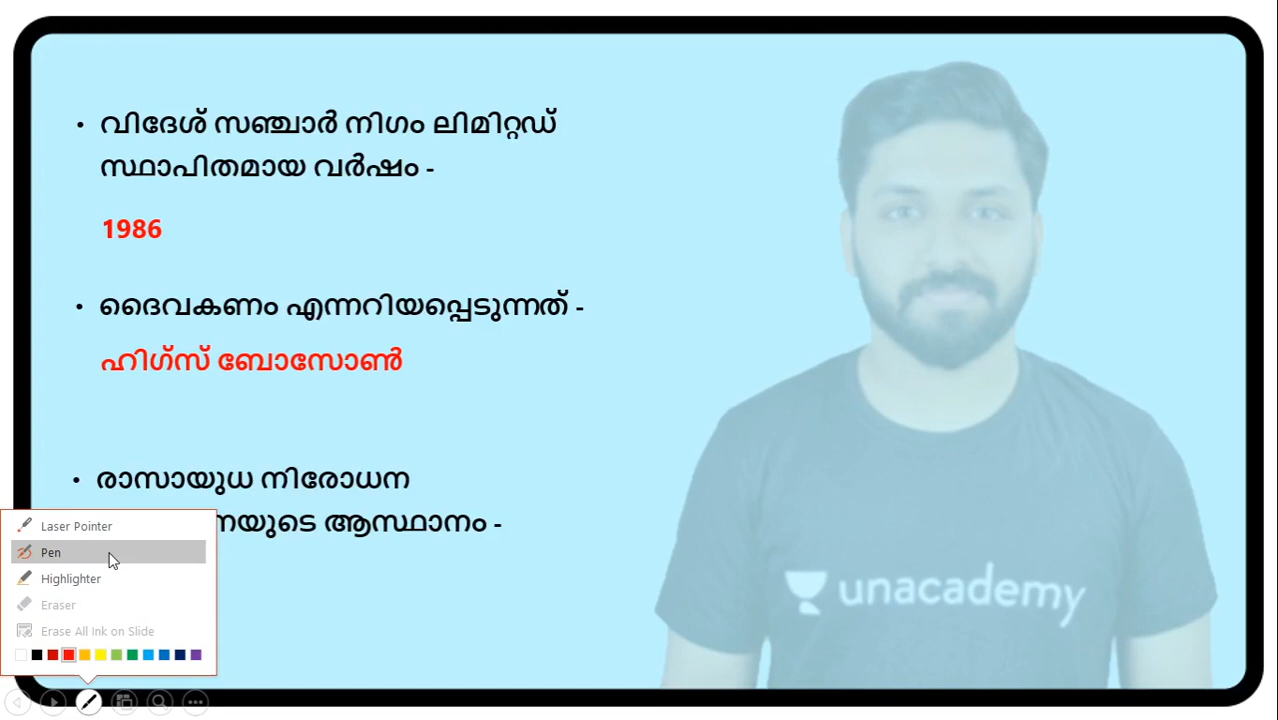 വിദേശ് സഞ്ചാർ നിഗം ലിമിറ്റഡ്
സ്ഥാപിതമായ വർഷം -
1986
ദൈവകണം എന്നറിയപ്പെടുന്നത് -
ഹിഗ്സ് ബോസോൺ
രാസായുധ നിരോധന
ആസ്ഥാനം -
Laser Pointer
Pen
Highlighter
Eraser
Erase All Ink on Slide
unacademy